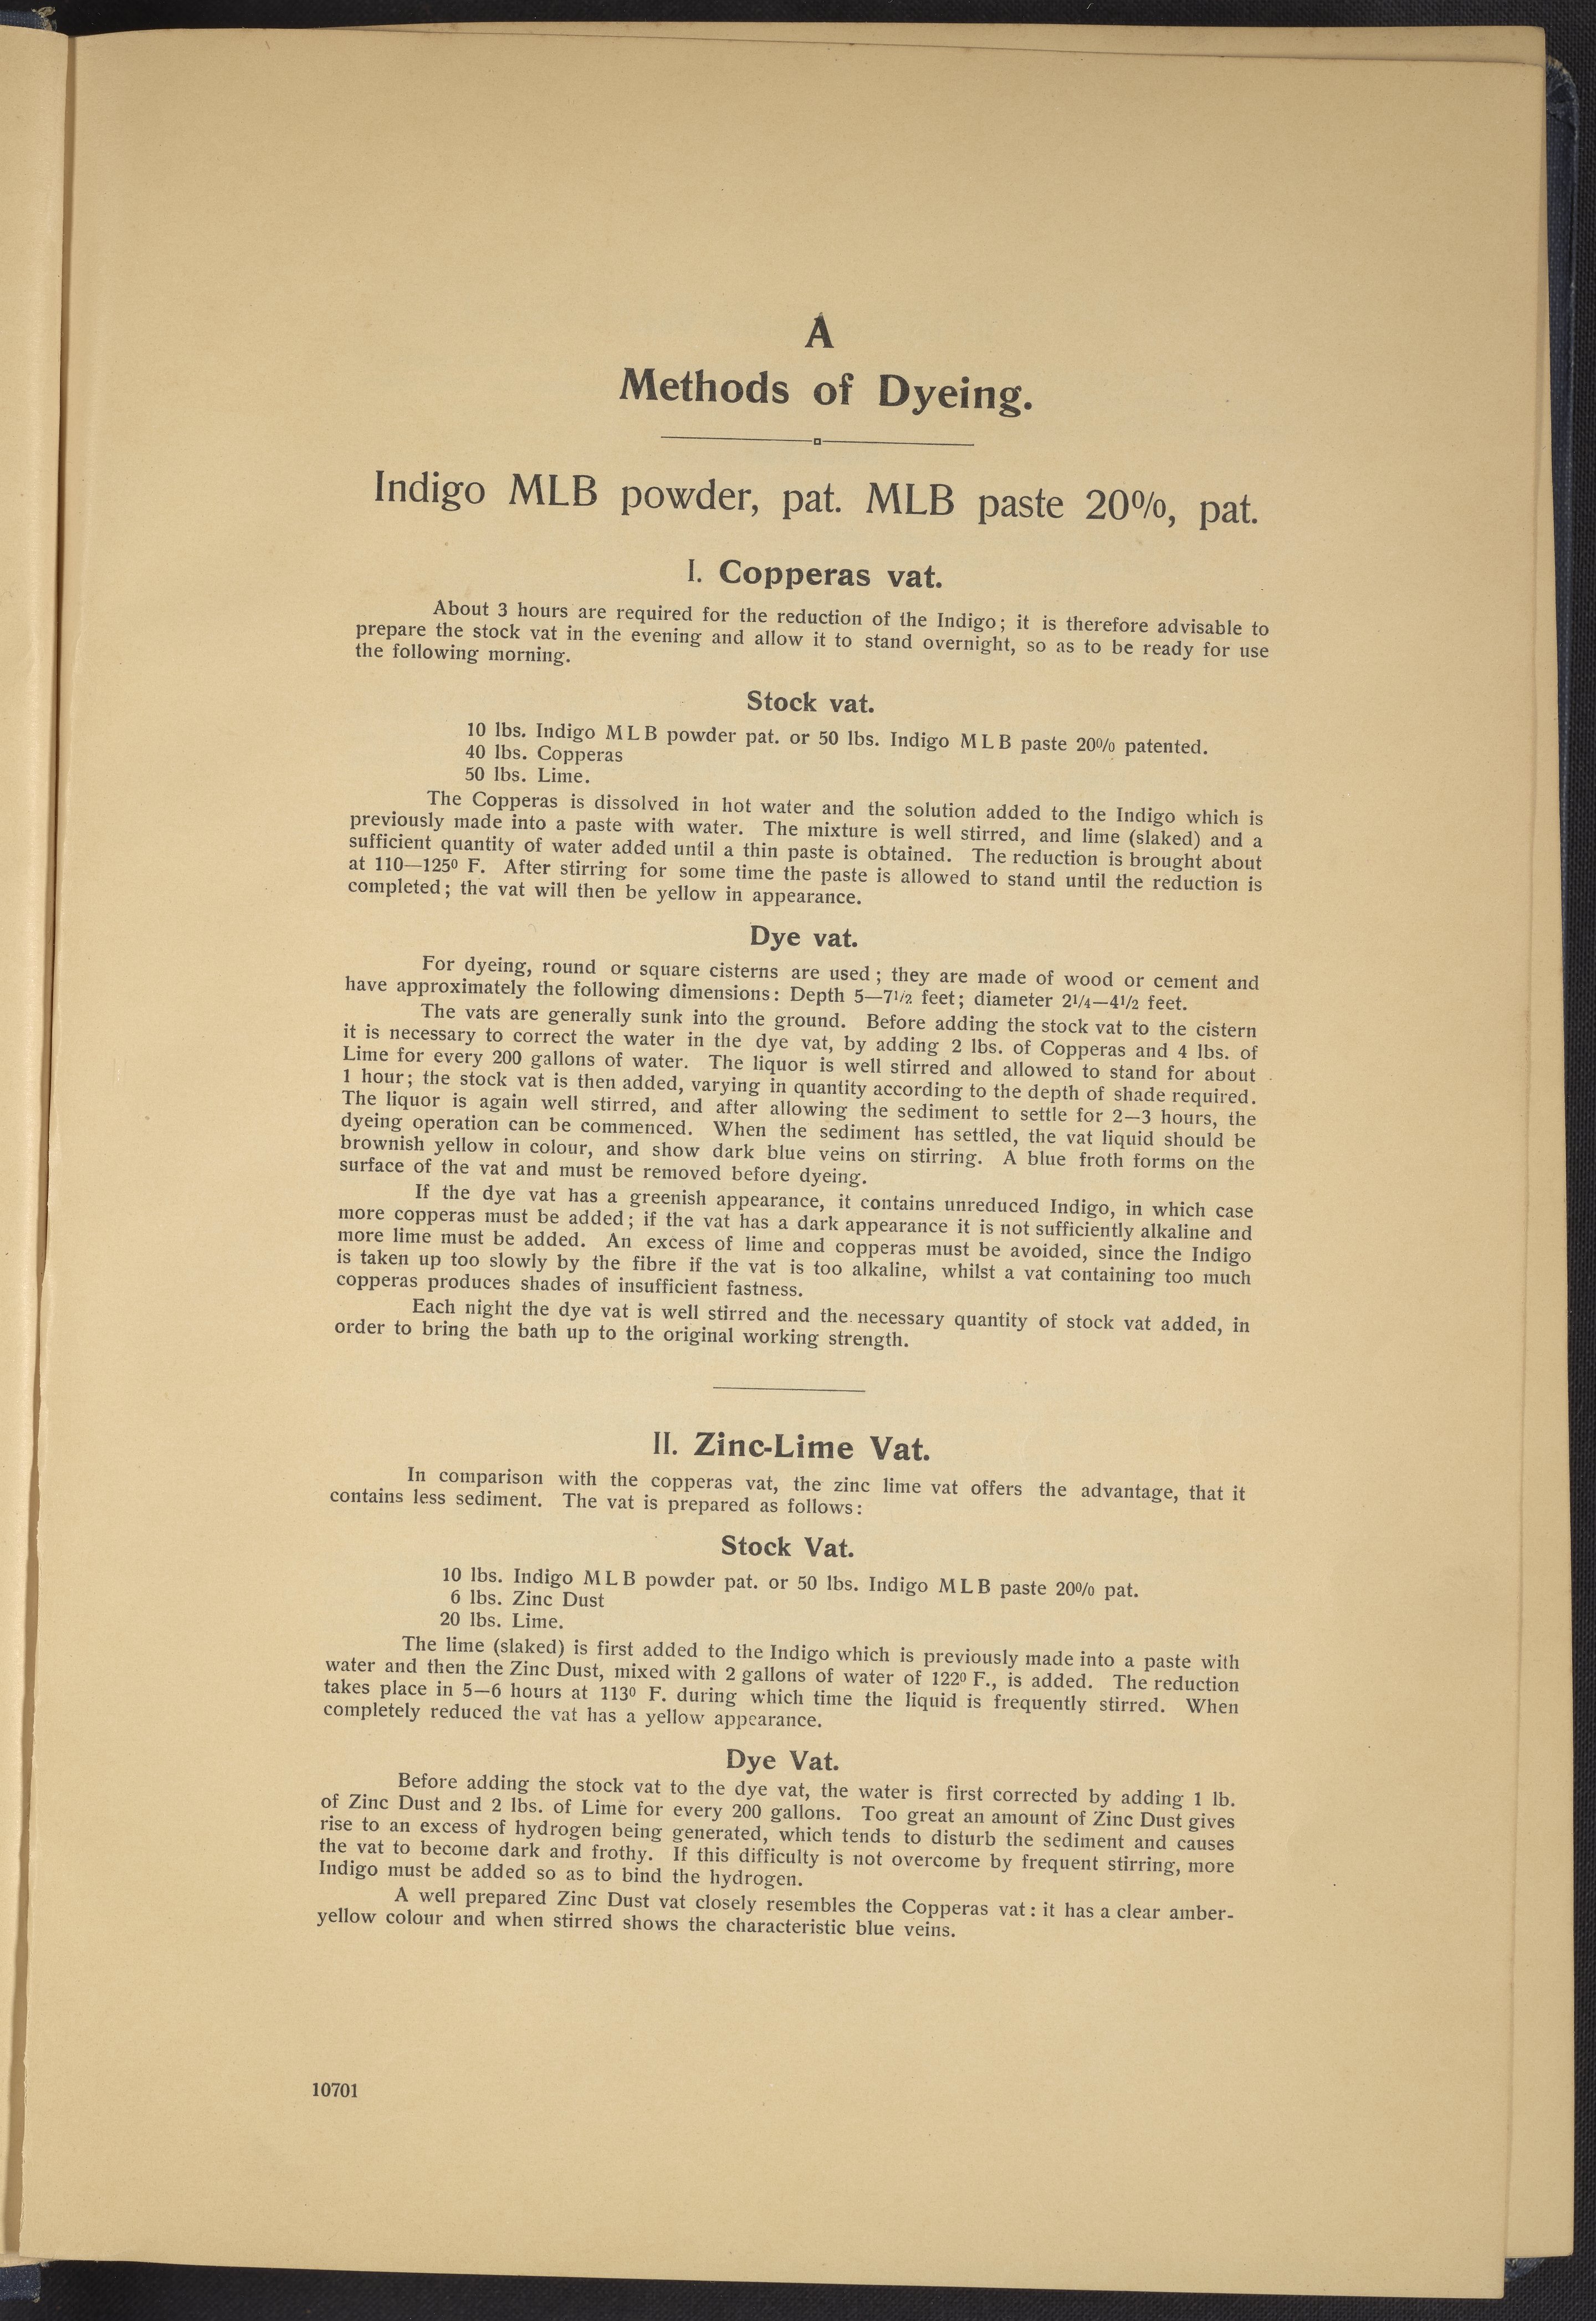 A
Methods of Dyeing.
Indigo MLB powder, pat. MLB paste 20%, pat.
I. Copperas vat.
About 3 hours are required for the reduction of the Indigo; it is therefore advisable to
prepare the stock vat in the evening and allow it to stand overnight, so as to be ready for use
the following morning.
Stock vat.
10 lbs. Indigo MLB powder pat. or 50 lbs. Indigo MLB paste 20% patented.
40 lbs. Copperas
50 lbs. Lime.
The Copperas is dissolved in hot water and the solution added to the Indigo which is
previously made into a paste with water. The mixture is well stirred, and lime (slaked) and a
sufficient quantity of water added until a thin paste is obtained. The reduction is brought about
at 110—125° F. After stirring for some time the paste is allowed to stand until the reduction is
completed; the vat will then be yellow in appearance.
Dye vat.
For dyeing, round or square cisterns are used; they are made of wood or cement and
have approximately the following dimensions: Depth 5—7 1/2 feet; diameter 2 1/4—4 1/2 feet.
The vats are generally sunk into the ground. Before adding the stock vat to the cistern
it is necessary to correct the water in the dye vat, by adding 2 lbs. of Copperas and 4 lbs. of
Lime for every 200 gallons of water. The liquor is well stirred and allowed to stand for about
1 hour; the stock vat is then added, varying in quantity according to the depth of shade required.
The liquor is again well stirred, and after allowing the sediment to settle for 2—3 hours, the
dyeing operation can be commenced. When the sediment has settled, the vat liquid should be
brownish yellow in colour, and show dark blue veins on stirring. A blue froth forms on the
surface of the vat and must be removed before dyeing.
If the dye vat has a greenish appearance, it contains unreduced Indigo, in which case
more copperas must be added; if the vat has a dark appearance it is not sufficiently alkaline and
more lime must be added. An excess of lime and copperas must be avoided, since the Indigo
is taken up too slowly by the fibre if the vat is too alkaline, whilst a vat containing too much
copperas produces shades of insufficient fastness.
Each night the dye vat is well stirred and the necessary quantity of stock vat added, in
order to bring the bath up to the original working strength.
II. Zinc-Lime Vat.
In comparison with the copperas vat, the zinc lime vat offers the advantage, that it
contains less sediment. The vat is prepared as follows:
Stock Vat.
10 lbs. Indigo MLB powder pat. or 50 lbs. Indigo MLB paste 20% pat.
6 lbs. Zinc Dust
20 lbs. Lime.
The lime (slaked) is first added to the Indigo which is previously made into a paste with
water and then the Zinc Dust, mixed with 2 gallons of water of 122° F., is added. The reduction
takes place in 5—6 hours at 113° F. during which time the liquid is frequently stirred. When
completely reduced the vat has a yellow appearance.
Dye Vat.
Before adding the stock vat to the dye vat, the water is first corrected by adding 1 lb.
of Zinc Dust and 2 lbs. of Lime for every 200 gallons. Too great an amount of Zinc Dust gives
rise to an excess of hydrogen being generated, which tends to disturb the sediment and causes
the vat to become dark and frothy. If this difficulty is not overcome by frequent stirring, more
Indigo must be added so as to bind the hydrogen.
A well prepared Zinc Dust vat closely resembles the Copperas vat: it has a clear amber-
yellow colour and when stirred shows the characteristic blue veins.
10701